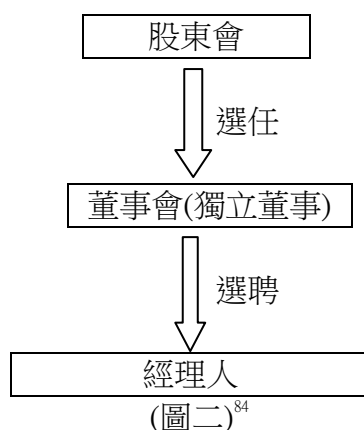 股東會
選任
董事會(獨立董事)
選聘
經理人
(圖二)84